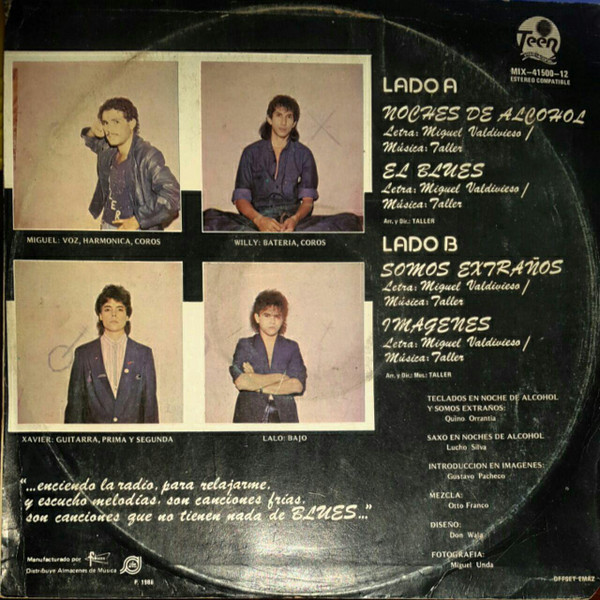 Teen
MIX-41500-12
ESTEREO COMPATIBLE
LADO A
NOCHES DE ALCOHOL
Letra: Miguel Valdivieso /
Música: Taller
EL BLUES
Letra: Miguel Valdivieso /
Música: Taller
Arr. y Dir.: TALLER
LADO B
SOMOS EXTRAÑOS
Letra: Miguel Valdivieso /
Música: Taller
IMAGENES
Letra: Miguel Valdivieso /
Música: Taller
Arr. y Dir.: Mus.: TALLER
MIGUEL: VOZ, HARMONICA, COROS
WILLY: BATERIA, COROS
XAVIER: GUITARRA, PRIMA Y SEGUNDA
LALO: BAJO
TECLADOS EN NOCHE DE ALCOHOL
Y SOMOS EXTRAÑOS:
Quino Orrantia
SAXO EN NOCHES DE ALCOHOL
Lucho Silva
INTRODUCCION EN IMAGENES:
Gustavo Pacheco
MEZCLA:
Otto Franco
DISEÑO:
Don Walg
FOTOGRAFIA:
Miguel Unda
"...enciendo la radio, para relajarme,
y escucho melodías, son canciones frías,
son canciones que no tienen nada de BLUES..."
Manufacturado por
Distribuye Almacenes de Música
P. 1988
OFFSET EMAZ